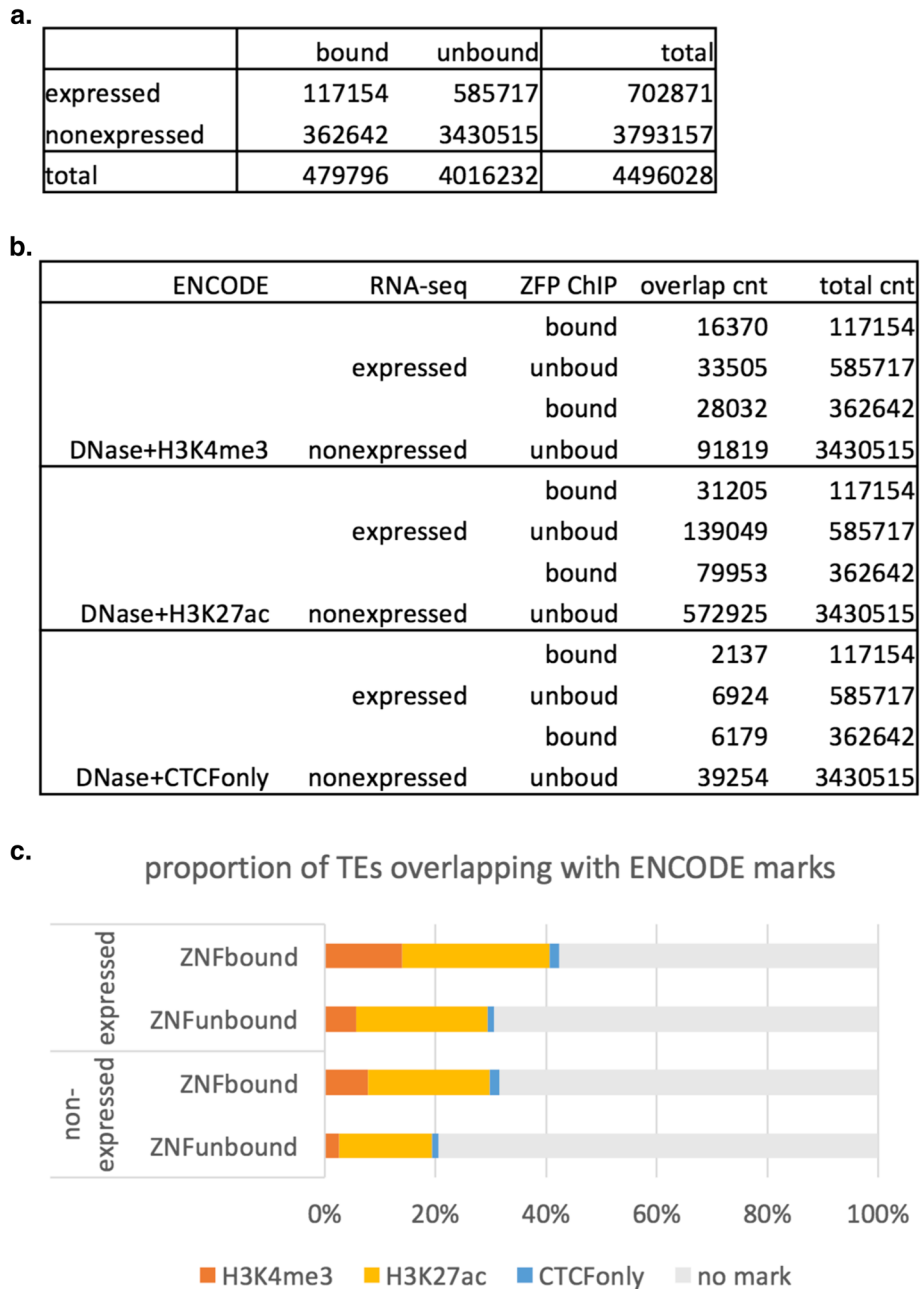 a.
bound unbound total
expressed 117154 585717 702871
nonexpressed 362642 3430515 3793157
total 479796 4016232 4496028
b.
ENCODE RNA-seq ZFP ChIP overlap cnt total cnt
bound 16370 117154
expressed unboud 33505 585717
bound 28032 362642
DNase+H3K4me3 nonexpressed unboud 91819 3430515
bound 31205 117154
expressed unboud 139049 585717
bound 79953 362642
DNase+H3K27ac nonexpressed unboud 572925 3430515
bound 2137 117154
expressed unboud 6924 585717
bound 6179 362642
DNase+CTCFonly nonexpressed unboud 39254 3430515
c.
proportion of TEs overlapping with ENCODE marks
expressed
ZNFbound
ZNFunbound
non-
expressed
ZNFbound
ZNFunbound
0% 20% 40% 60% 80% 100%
H3K4me3 H3K27ac CTCFonly no mark